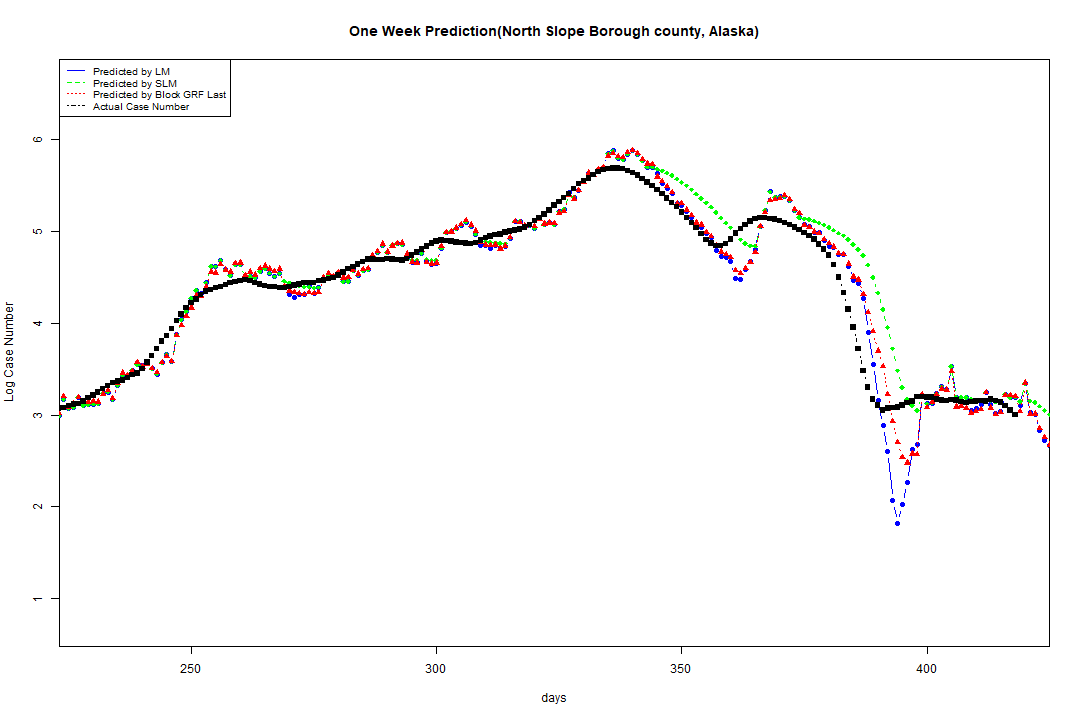 One Week Prediction(North Slope Borough county, Alaska)
Predicted by LM
Predicted by SLM
Predicted by Block GRF Last
Actual Case Number
6
5
4
3
2
1
Log Case Number
250 300 350 400
days